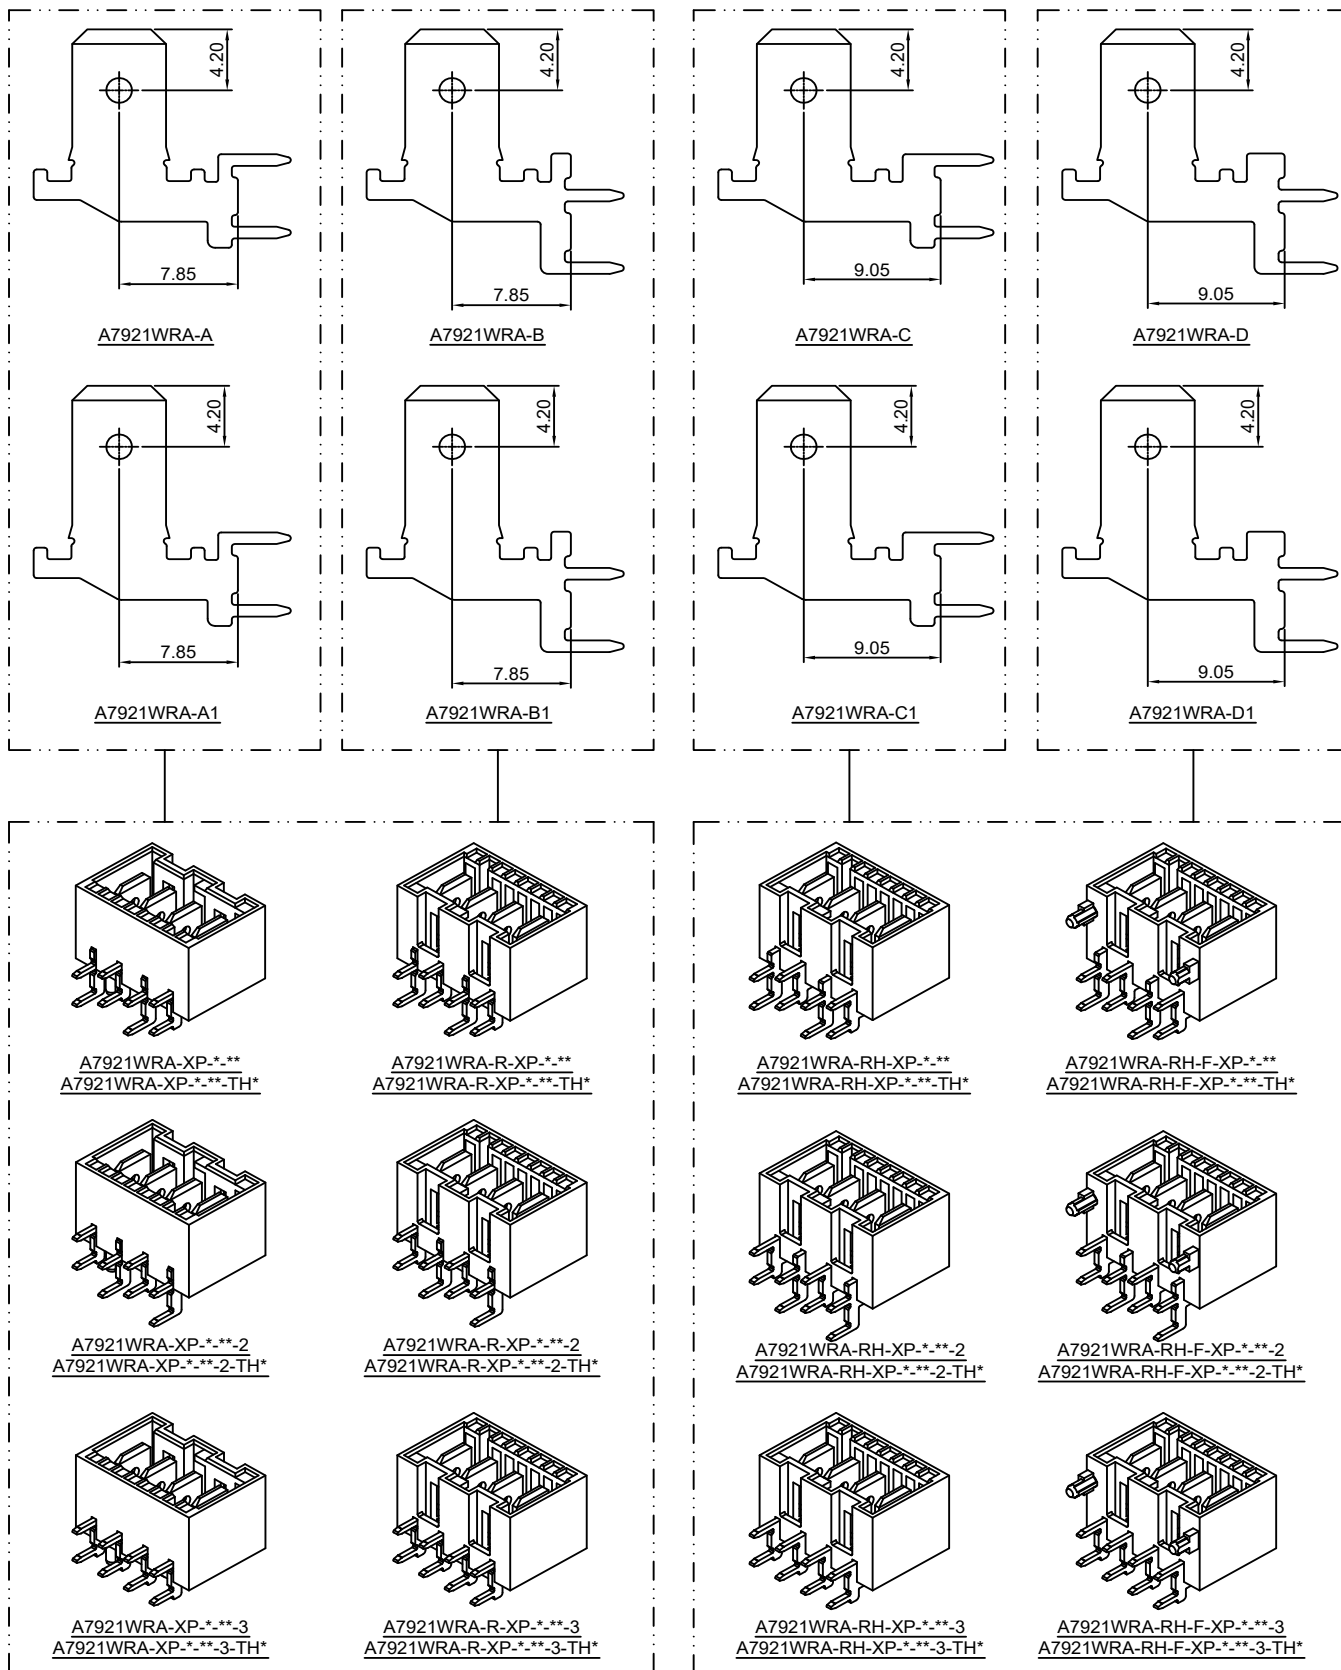 4.20
4.20
4.20
4.20
7.85
7.85
9.05
9.05
A7921WRA-A
A7921WRA-B
A7921WRA-C
A7921WRA-D
4.20
4.20
4.20
4.20
7.85
7.85
9.05
9.05
A7921WRA-A1
A7921WRA-B1
A7921WRA-C1
A7921WRA-D1
A7921WRA-XP-*-**
A7921WRA-XP-*-**-TH*
A7921WRA-R-XP-*-**
A7921WRA-R-XP-*-**-TH*
A7921WRA-RH-XP-*-**
A7921WRA-RH-XP-*-**-TH*
A7921WRA-RH-F-XP-*-**
A7921WRA-RH-F-XP-*-**-TH*
A7921WRA-XP-*-**-2
A7921WRA-XP-*-**-2-TH*
A7921WRA-R-XP-*-**-2
A7921WRA-R-XP-*-**-2-TH*
A7921WRA-RH-XP-*-**-2
A7921WRA-RH-XP-*-**-2-TH*
A7921WRA-RH-F-XP-*-**-2
A7921WRA-RH-F-XP-*-**-2-TH*
A7921WRA-XP-*-**-3
A7921WRA-XP-*-**-3-TH*
A7921WRA-R-XP-*-**-3
A7921WRA-R-XP-*-**-3-TH*
A7921WRA-RH-XP-*-**-3
A7921WRA-RH-XP-*-**-3-TH*
A7921WRA-RH-F-XP-*-**-3
A7921WRA-RH-F-XP-*-**-3-TH*